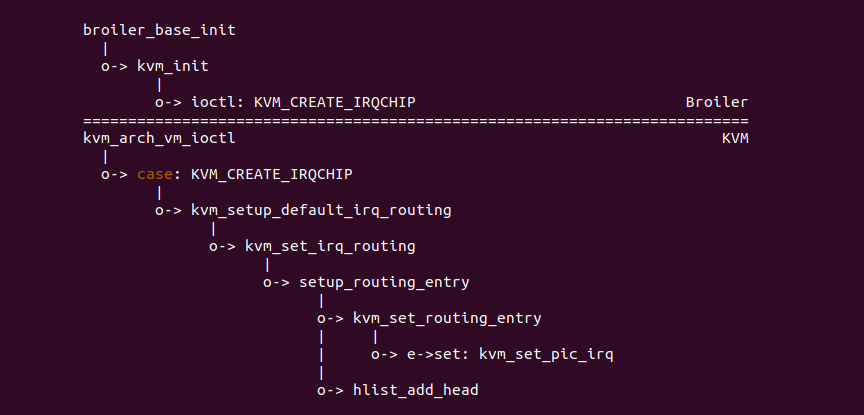 broiler_base_init
  |
  o-> kvm_init
        |
        o-> ioctl: KVM_CREATE_IRQCHIP                              Broiler
==========================================================================
kvm_arch_vm_ioctl                                                      KVM
  |
  o-> case: KVM_CREATE_IRQCHIP
        |
        o-> kvm_setup_default_irq_routing
              |
              o-> kvm_set_irq_routing
                    |
                    o-> setup_routing_entry
                          |
                          o-> kvm_set_routing_entry
                          |     |
                          |     o-> e->set: kvm_set_pic_irq
                          |
                          o-> hlist_add_head